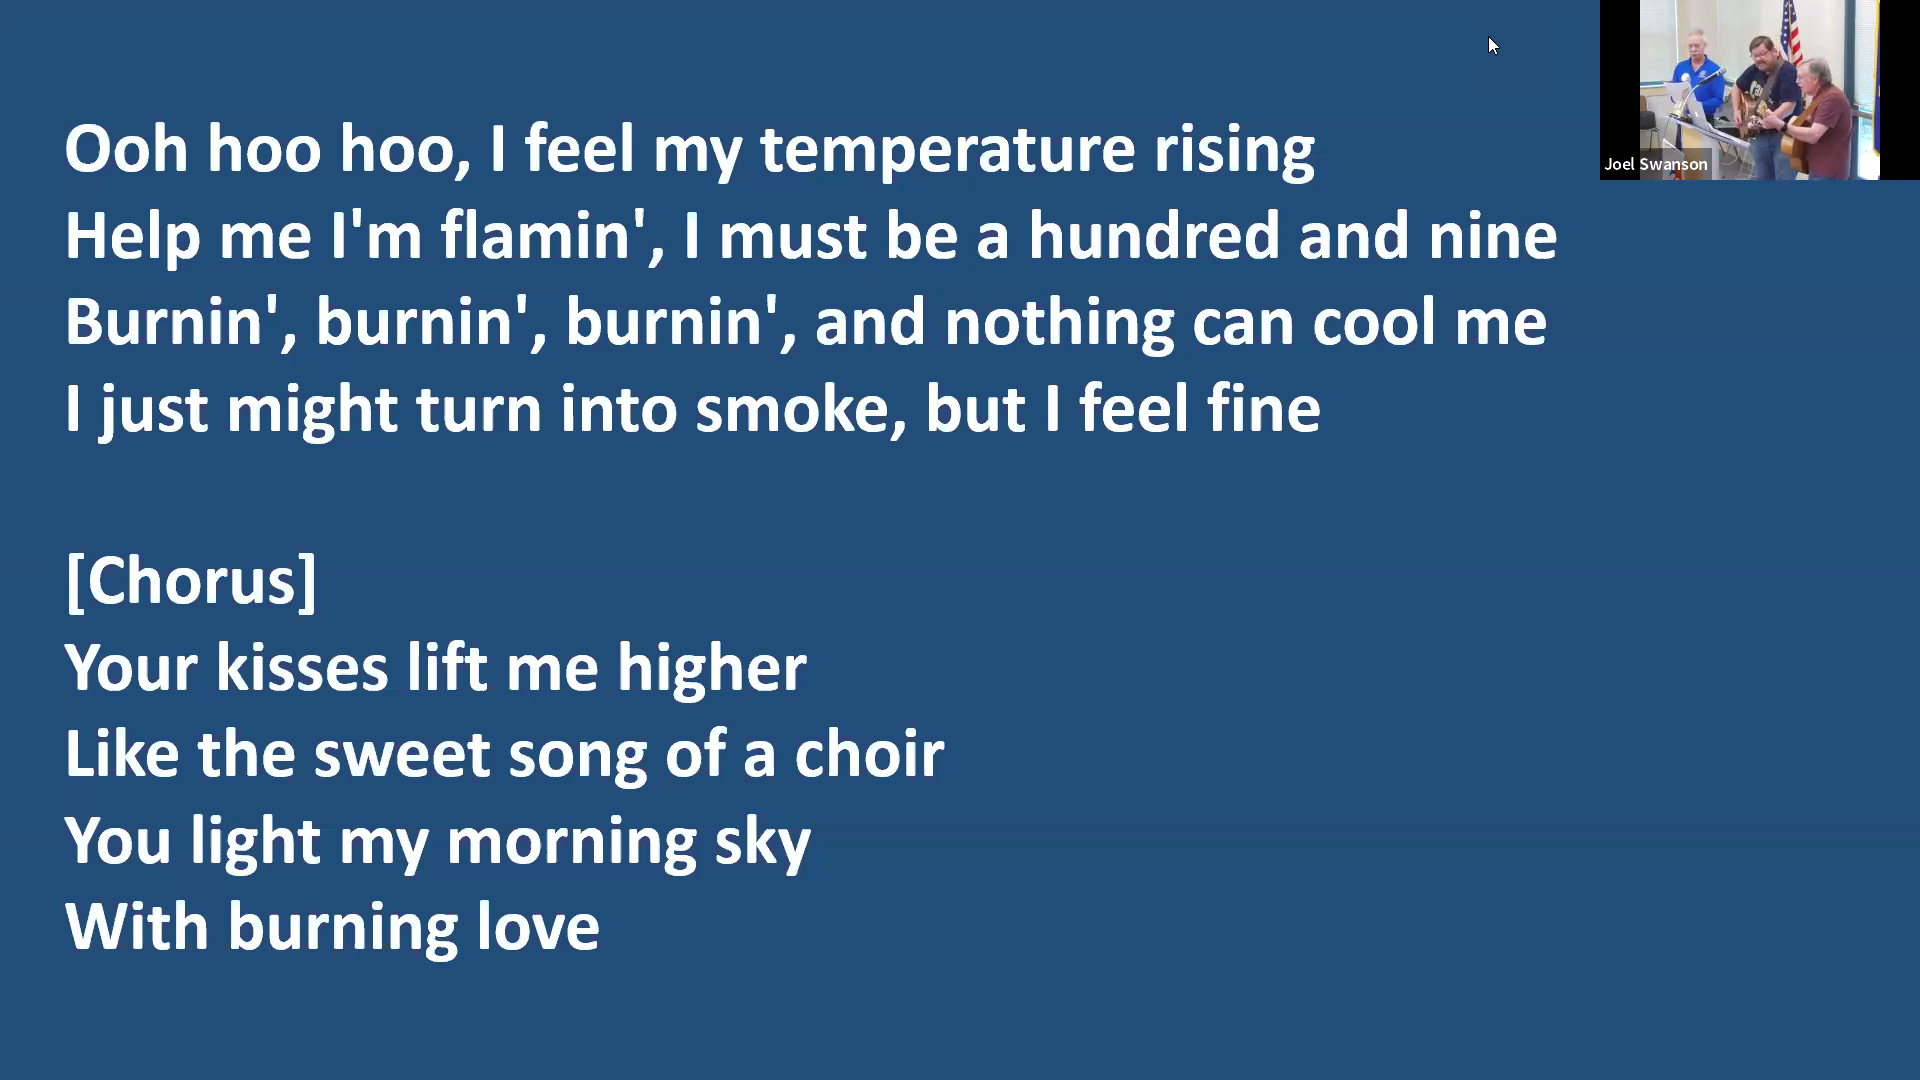 Ooh hoo hoo, I feel my temperature rising
Help me I'm flamin', I must be a hundred and nine
Burnin', burnin', burnin', and nothing can cool me
I just might turn into smoke, but I feel fine
[Chorus]
Your kisses lift me higher
Like the sweet song of a choir
You light my morning sky
With burning love
Joel Swanson